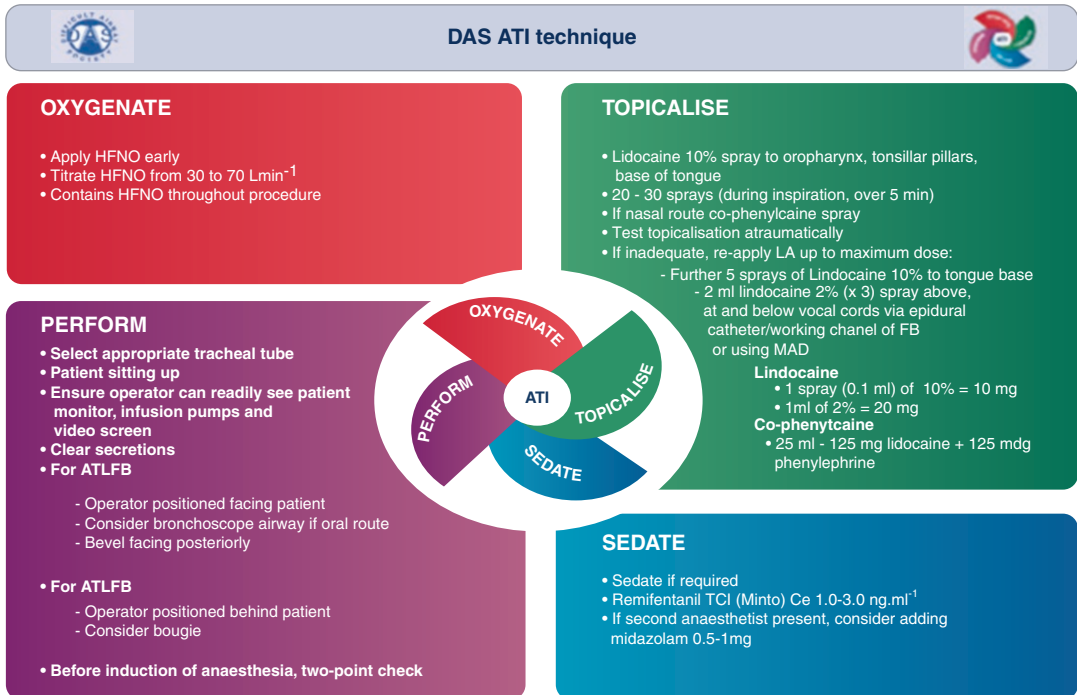 DAS ATI technique
OXYGENATE
• Apply HFNO early
• Titrate HFNO from 30 to 70 Lmin-1
• Contains HFNO throughout procedure
TOPICALISE
• Lidocaine 10% spray to oropharynx, tonsillar pillars,
base of tongue
• 20 - 30 sprays (during inspiration, over 5 min)
• If nasal route co-phenylcaine spray
• Test topicalisation atraumatically
• If inadequate, re-apply LA up to maximum dose:
- Further 5 sprays of Lindocaine 10% to tongue base
- 2 ml lindocaine 2% (x 3) spray above,
at and below vocal cords via epidural
catheter/working chanel of FB
or using MAD
Lindocaine
• 1 spray (0.1 ml) of 10% = 10 mg
• 1ml of 2% = 20 mg
Co-phenytcaine
• 25 ml - 125 mg lidocaine + 125 mdg
phenylephrine
PERFORM
• Select appropriate tracheal tube
• Patient sitting up
• Ensure operator can readily see patient
monitor, infusion pumps and
video screen
• Clear secretions
• For ATLFB
- Operator positioned facing patient
- Consider bronchoscope airway if oral route
- Bevel facing posteriorly
• For ATLFB
- Operator positioned behind patient
- Consider bougie
• Before induction of anaesthesia, two-point check
OXYGENATE
TOPICALISE
PERFORM
ATI
SEDATE
SEDATE
• Sedate if required
• Remifentanil TCI (Minto) Ce 1.0-3.0 ng.ml-1
• If second anaesthetist present, consider adding
midazolam 0.5-1mg